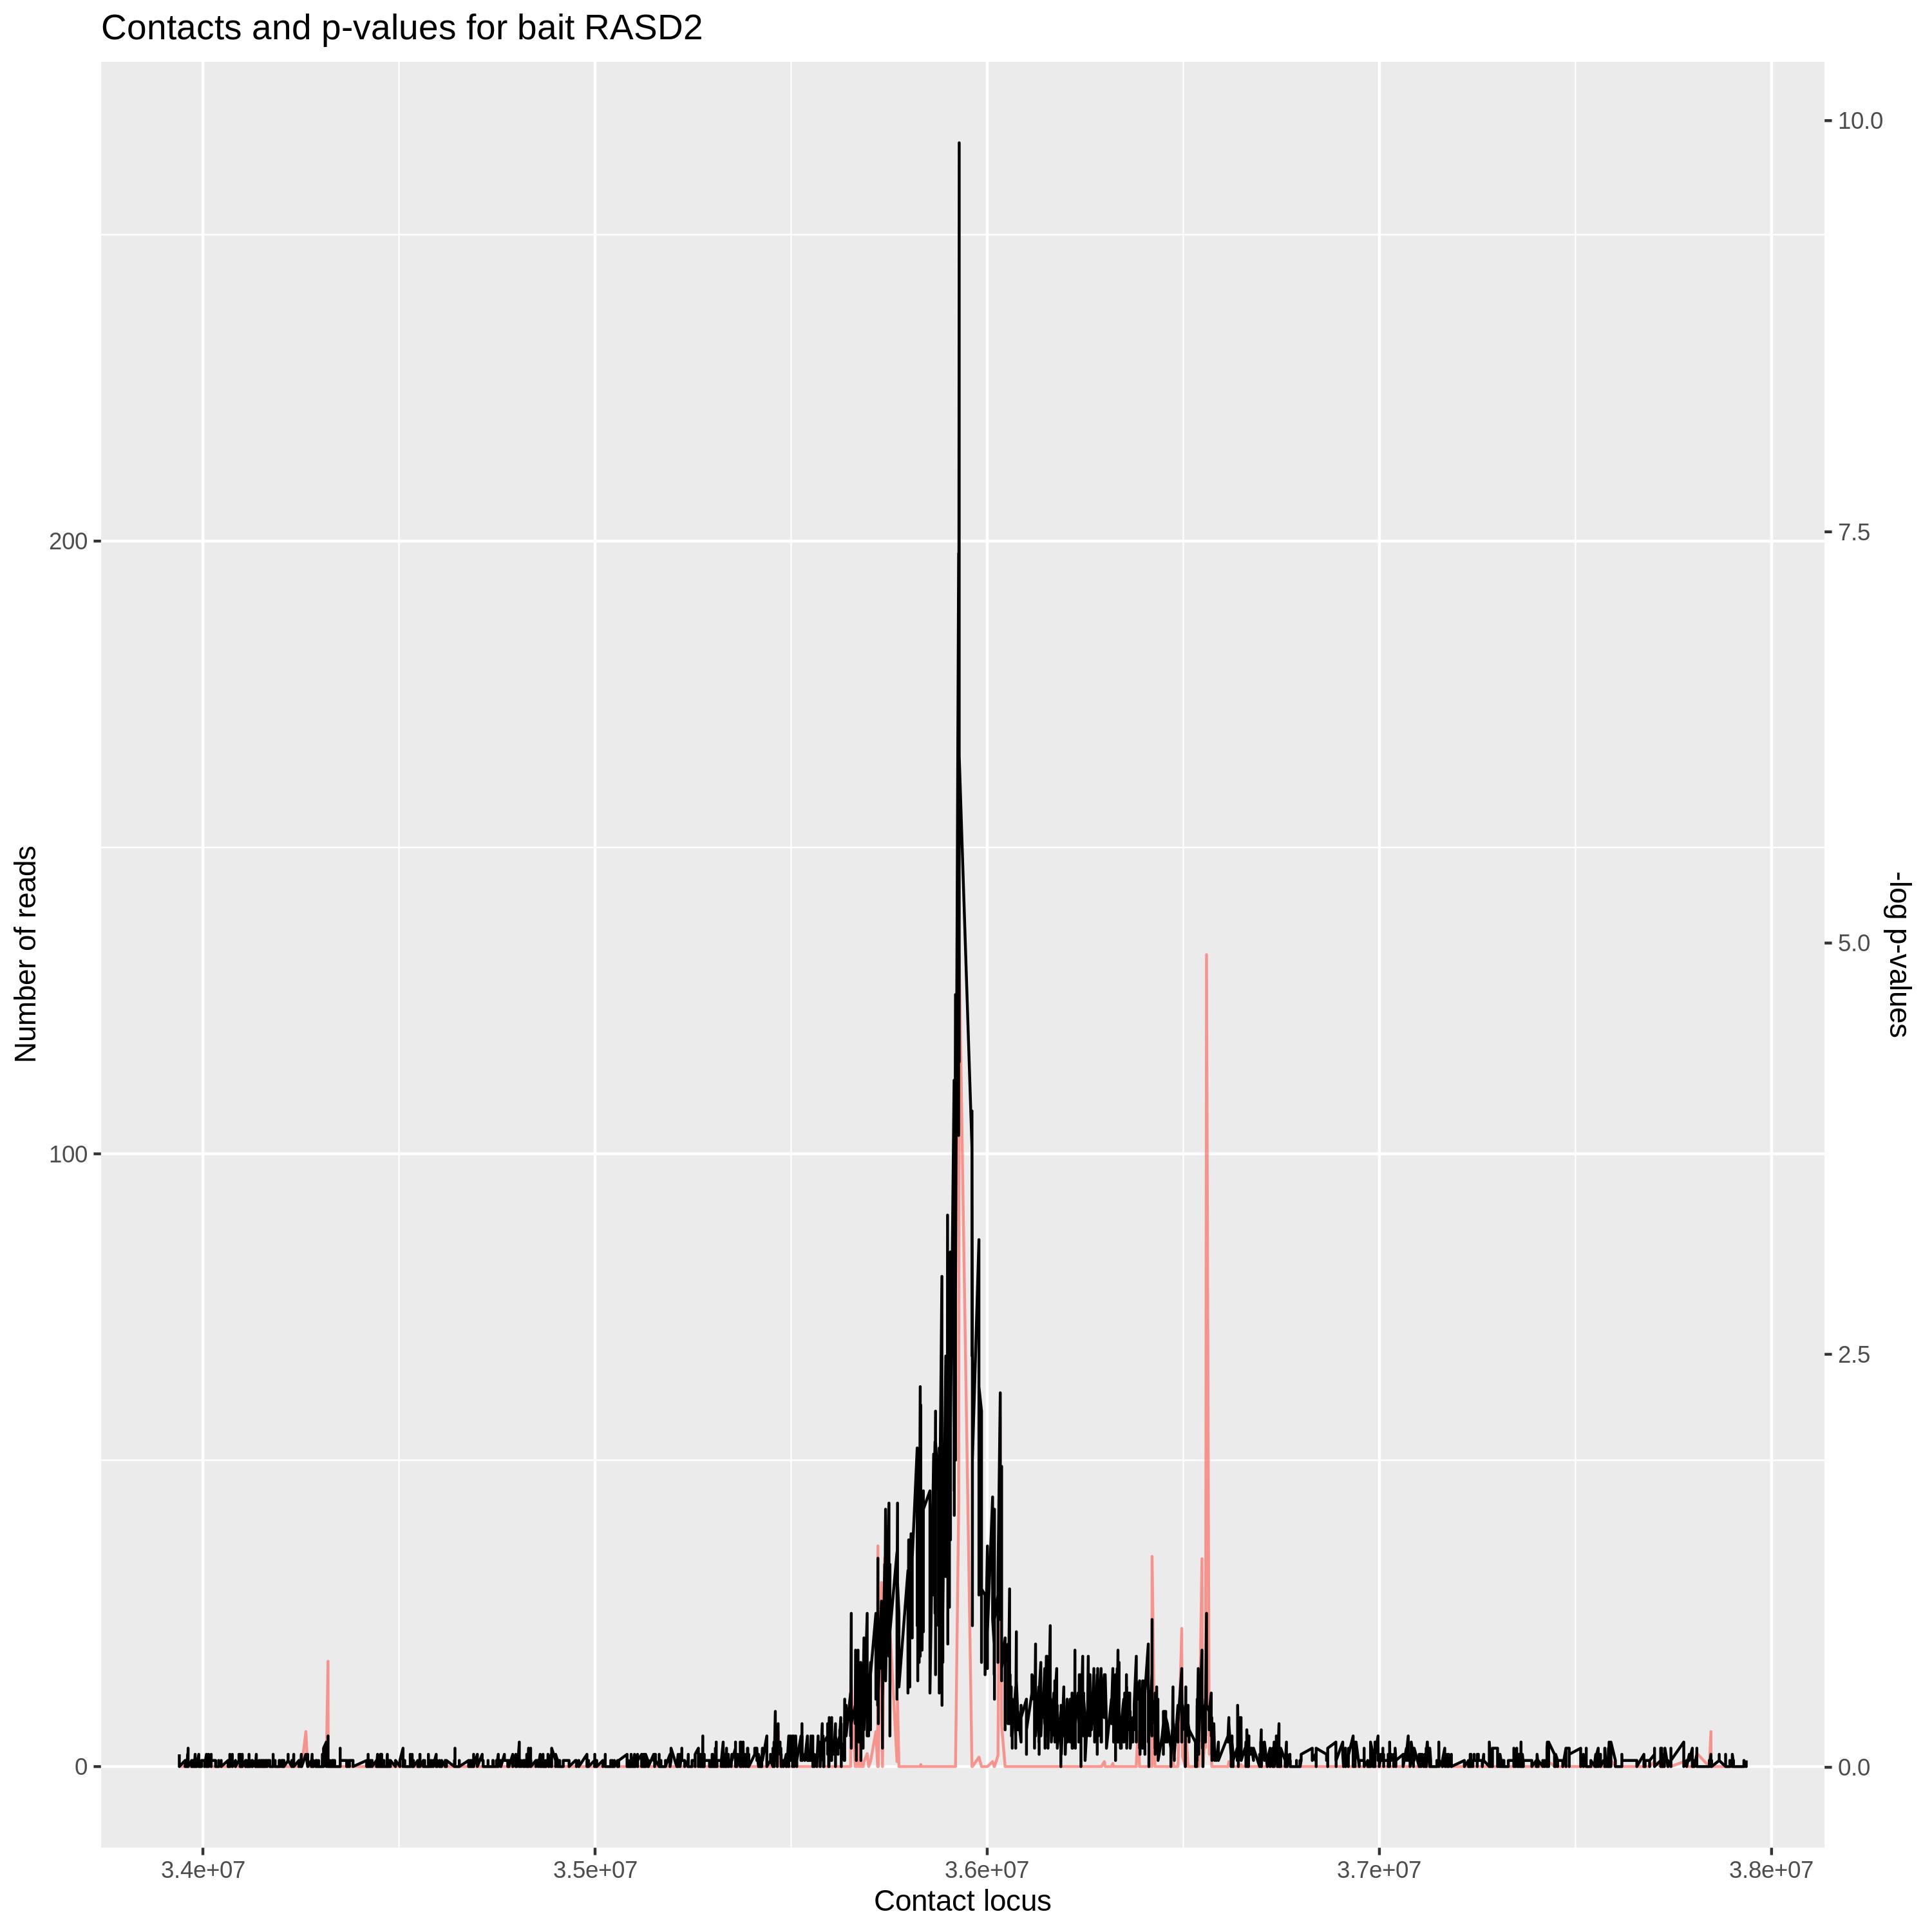 Contacts and p-values for bait RASD2
Number of reads
200
100
0
10.0
7.5
5.0
2.5
0.0
-log p-values
3.4e+07 3.5e+07 3.6e+07 3.7e+07 3.8e+07
Contact locus